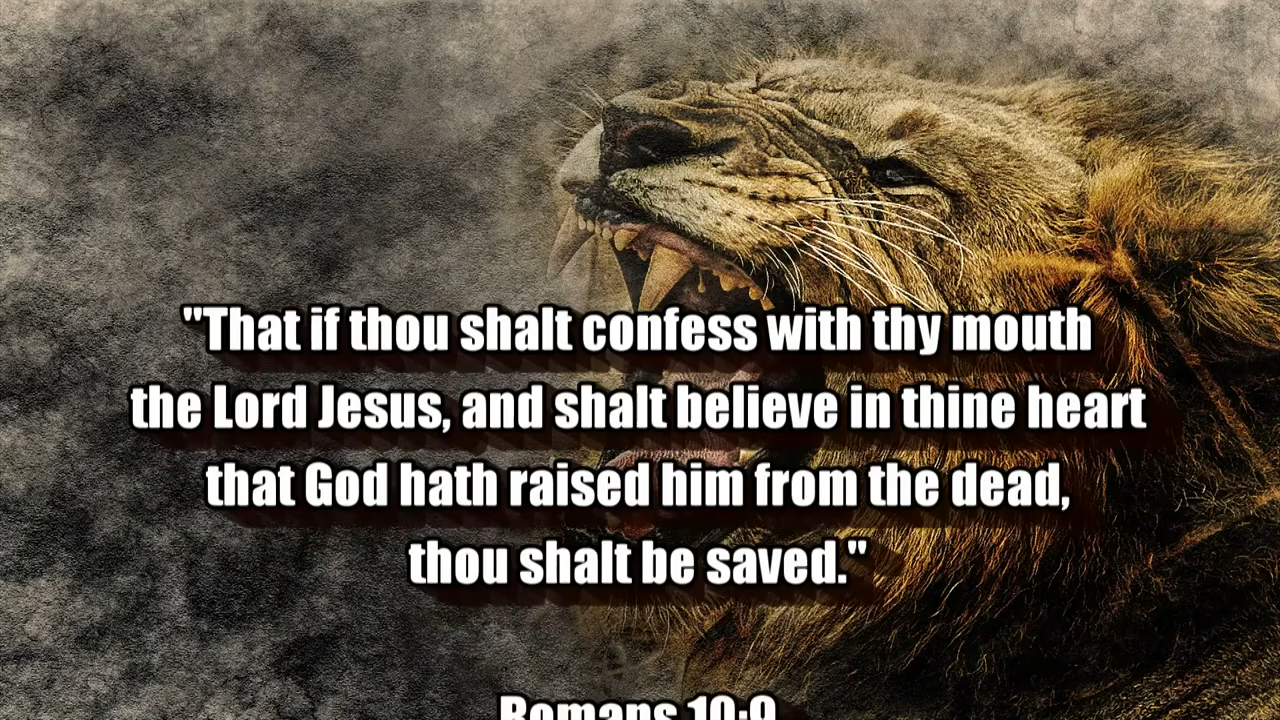 "That if thou shalt confess with thy mouth
the Lord Jesus, and shalt believe in thine heart
that God hath raised him from the dead,
thou shalt be saved."
Romans 10:9